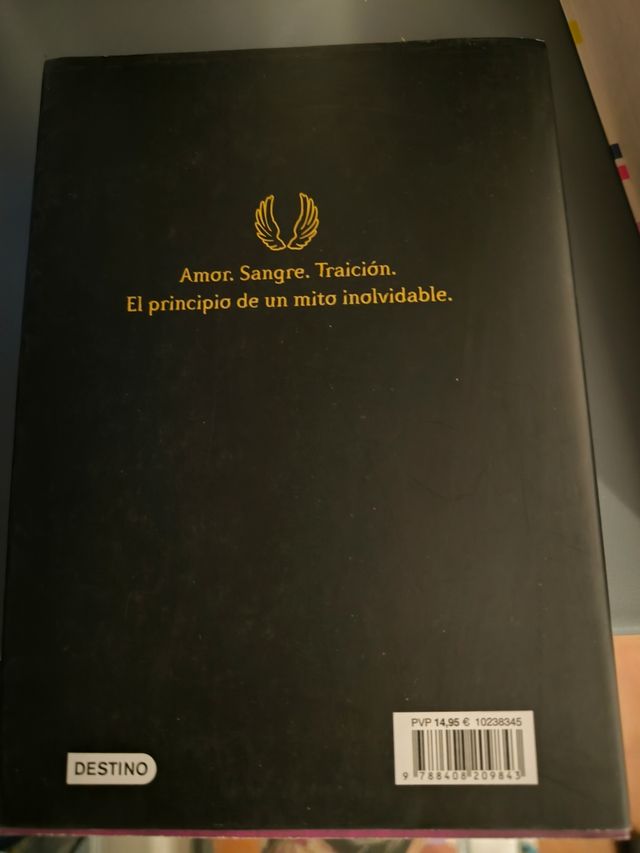 Amor. Sangre. Traición.
El principio de un mito inolvidable.
DESTINO
PVP 14,95 € 10238345
9 788408 209843